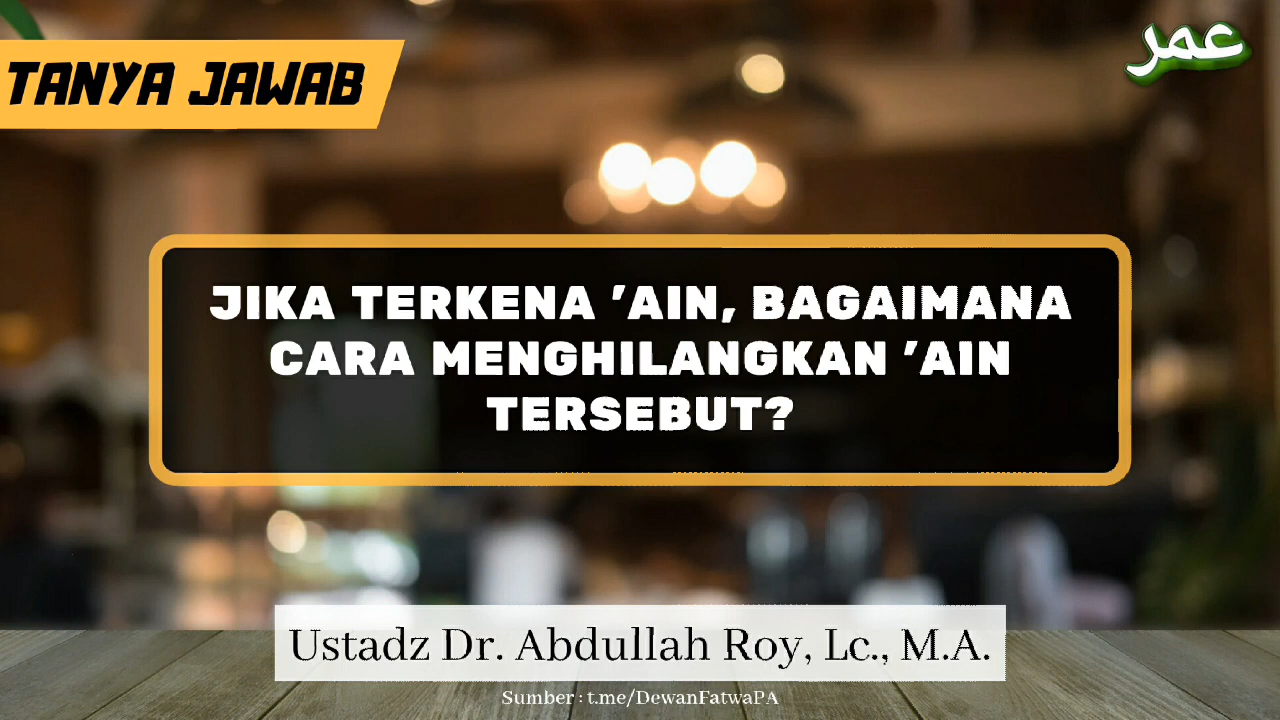 TANYA JAWAB
عمر
JIKA TERKENA 'AIN, BAGAIMANA
CARA MENGHILANGKAN 'AIN
TERSEBUT?
Ustadz Dr. Abdullah Roy, Lc., M.A.
Sumber : t.me/DewanFatwaPA